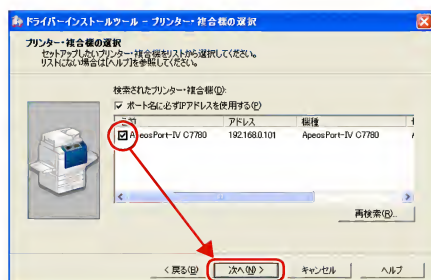 ドライバーインストールツール - プリンター・複合機の選択
プリンター・複合機の選択
セットアップしたいプリンター・複合機をリストから選択してください。
リストにない場合は[ヘルプ]を参照してください。
検索されたプリンター・複合機(D):
ポート名に必ずIPアドレスを使用する(P)
名前 アドレス 機種
ApeosPort-IV C7780 192.168.0.101 ApeosPort-IV C7780
再検索(R)...
< 戻る(B) 次へ(N) > キャンセル ヘルプ